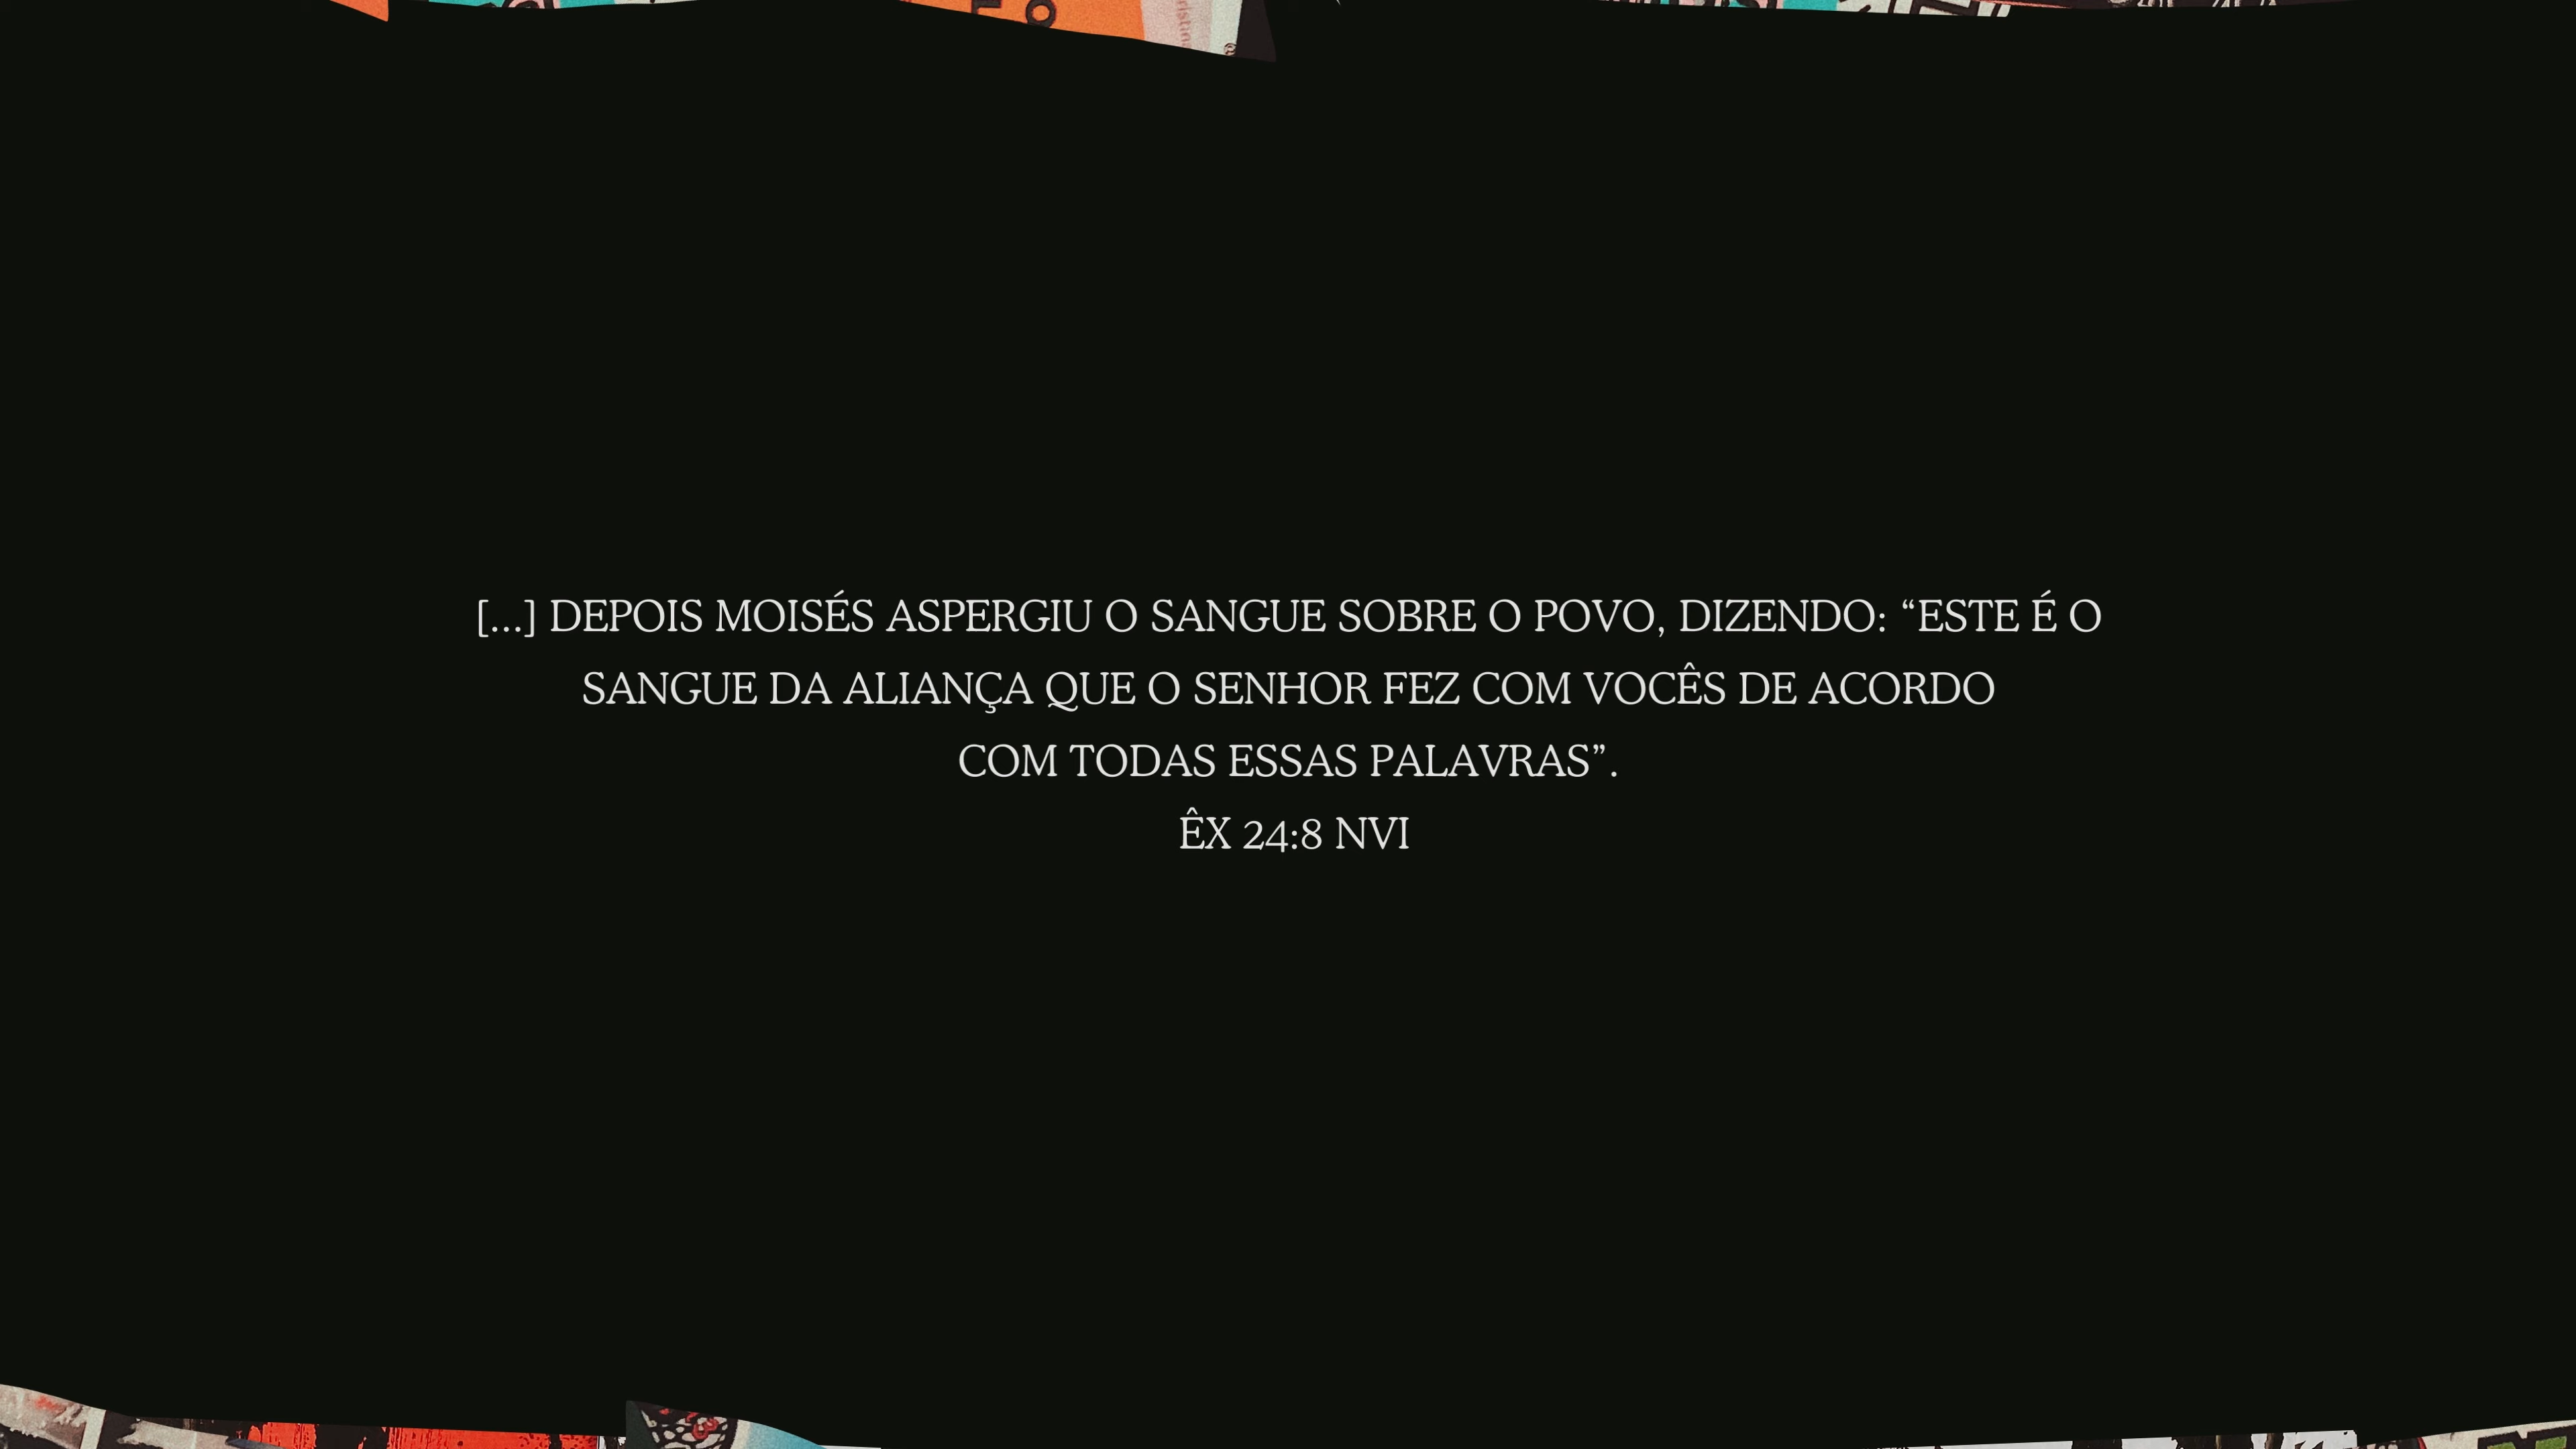 [...] DEPOIS MOISÉS ASPERGIU O SANGUE SOBRE O POVO, DIZENDO: “ESTE É O
SANGUE DA ALIANÇA QUE O SENHOR FEZ COM VOCÊS DE ACORDO
COM TODAS ESSAS PALAVRAS”.
ÊX 24:8 NVI